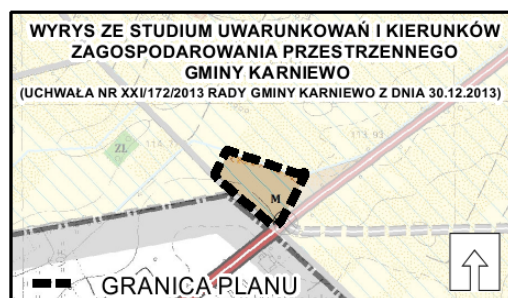 WYRYS ZE STUDIUM UWARUNKOWAŃ I KIERUNKÓW
ZAGOSPODAROWANIA PRZESTRZENNEGO
GMINY KARNIEWO
(UCHWAŁA NR XXI/172/2013 RADY GMINY KARNIEWO Z DNIA 30.12.2013)
ZL
M
GRANICA PLANU